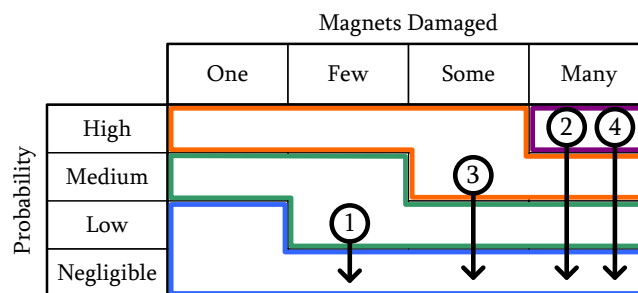 Magnets Damaged
One Few Some Many
Probability
High 2 4
Medium 3
Low 1
Negligible